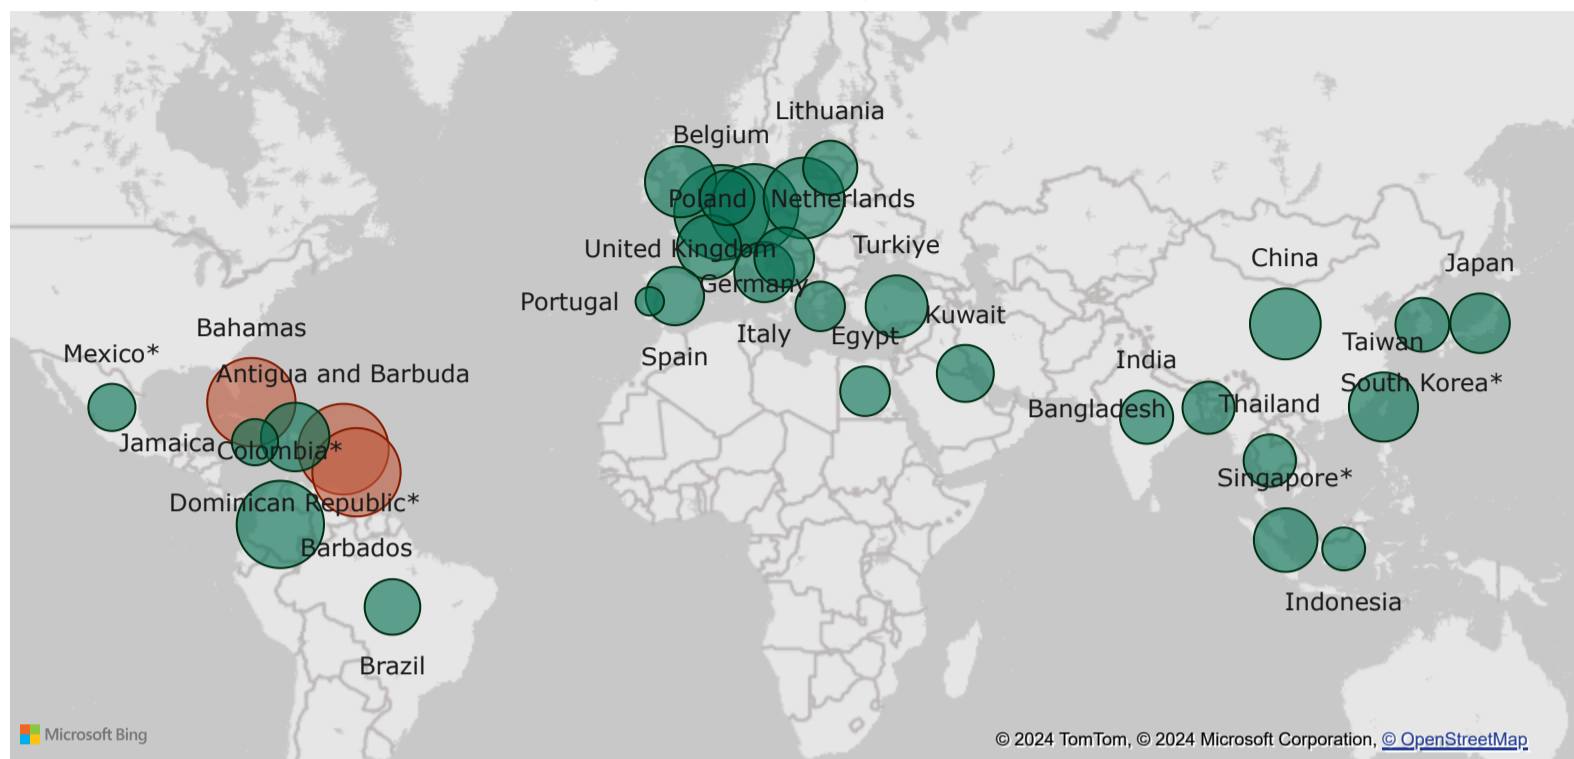 Lithuania
Belgium
Poland
Netherlands
United Kingdom
Turkiye
China
Japan
Germany
Portugal
Kuwait
Bahamas
Italy
Egypt
Taiwan
Mexico*
Spain
India
Antigua and Barbuda
South Korea*
Bangladesh
Thailand
Jamaica
Colombia*
Singapore*
Dominican Republic*
Barbados
Indonesia
Brazil
Microsoft Bing
© 2024 TomTom, © 2024 Microsoft Corporation, © OpenStreetMap